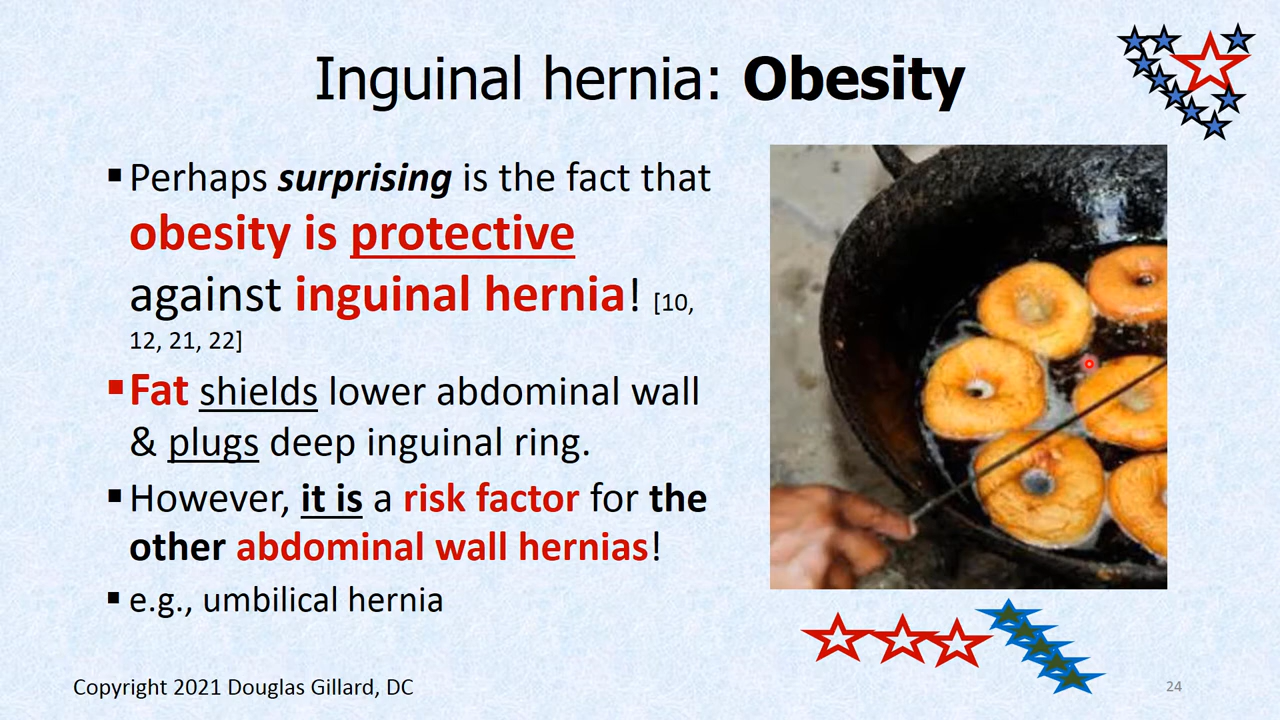 Inguinal hernia: Obesity
▪Perhaps surprising is the fact that
obesity is protective
against inguinal hernia! [10,
12, 21, 22]
▪Fat shields lower abdominal wall
& plugs deep inguinal ring.
▪However, it is a risk factor for the
other abdominal wall hernias!
▪e.g., umbilical hernia
Copyright 2021 Douglas Gillard, DC
24